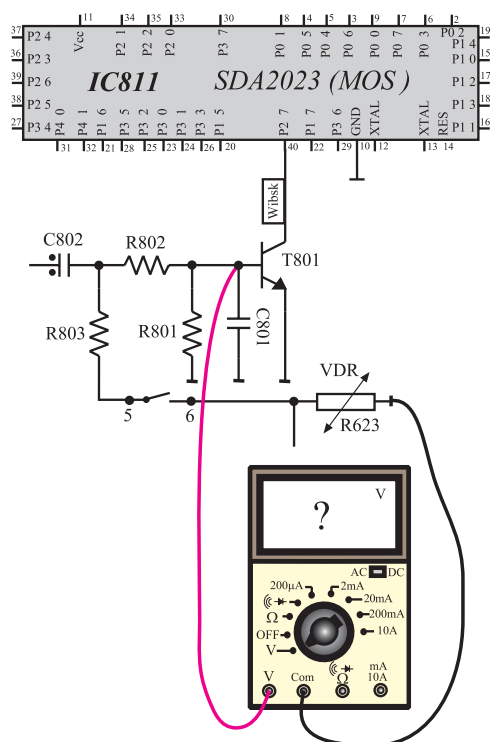 11 34 35 33 30 8 4 5 3 9 7 6 2
37 P2 4 Vcc P2 1 P2 2 P2 0 P3 7 P0 1 P0 5 P0 4 P0 6 P0 0 P0 7 P0 3 P0 2 19
P1 4
36 P2 3 P1 0 15
39 P2 6 IC811 SDA2023 (MOS) P1 2 17
38 P2 5 P1 3 18
27 P3 4 P4 0 P4 1 P1 6 P3 5 P3 2 P3 0 P3 1 P3 3 P1 5 P2 7 P1 7 P3 6 GND XTAL XTAL RES P1 1 16
31 32 21 28 25 23 24 26 20 40 22 29 10 12 13 14
Wibsk
C802
R802
T801
R803
R801
C801
5 6
VDR
R623
V
?
AC DC
200µA 2mA
20mA
Ω 200mA
OFF 10A
V
V Com Ω mA
10A